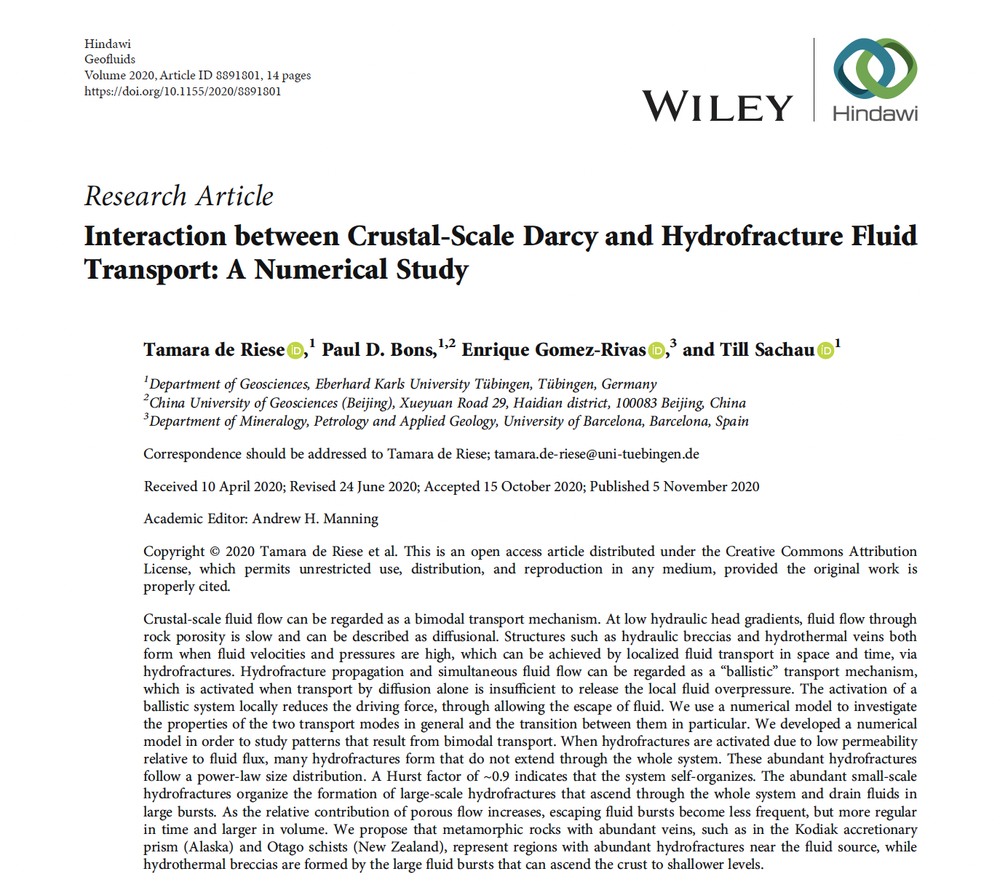 Hindawi
Geofluids
Volume 2020, Article ID 8891801, 14 pages
https://doi.org/10.1155/2020/8891801
WILEY
Hindawi
Research Article
Interaction between Crustal-Scale Darcy and Hydrofracture Fluid
Transport: A Numerical Study
Tamara de Riese iD,1 Paul D. Bons,1,2 Enrique Gomez-Rivas iD,3 and Till Sachau iD 1
1Department of Geosciences, Eberhard Karls University Tübingen, Tübingen, Germany
2China University of Geosciences (Beijing), Xueyuan Road 29, Haidian district, 100083 Beijing, China
3Department of Mineralogy, Petrology and Applied Geology, University of Barcelona, Barcelona, Spain
Correspondence should be addressed to Tamara de Riese; tamara.de-riese@uni-tuebingen.de
Received 10 April 2020; Revised 24 June 2020; Accepted 15 October 2020; Published 5 November 2020
Academic Editor: Andrew H. Manning
Copyright © 2020 Tamara de Riese et al. This is an open access article distributed under the Creative Commons Attribution
License, which permits unrestricted use, distribution, and reproduction in any medium, provided the original work is
properly cited.
Crustal-scale fluid flow can be regarded as a bimodal transport mechanism. At low hydraulic head gradients, fluid flow through
rock porosity is slow and can be described as diffusional. Structures such as hydraulic breccias and hydrothermal veins both
form when fluid velocities and pressures are high, which can be achieved by localized fluid transport in space and time, via
hydrofractures. Hydrofracture propagation and simultaneous fluid flow can be regarded as a “ballistic” transport mechanism,
which is activated when transport by diffusion alone is insufficient to release the local fluid overpressure. The activation of a
ballistic system locally reduces the driving force, through allowing the escape of fluid. We use a numerical model to investigate
the properties of the two transport modes in general and the transition between them in particular. We developed a numerical
model in order to study patterns that result from bimodal transport. When hydrofractures are activated due to low permeability
relative to fluid flux, many hydrofractures form that do not extend through the whole system. These abundant hydrofractures
follow a power-law size distribution. A Hurst factor of ~0.9 indicates that the system self-organizes. The abundant small-scale
hydrofractures organize the formation of large-scale hydrofractures that ascend through the whole system and drain fluids in
large bursts. As the relative contribution of porous flow increases, escaping fluid bursts become less frequent, but more regular
in time and larger in volume. We propose that metamorphic rocks with abundant veins, such as in the Kodiak accretionary
prism (Alaska) and Otago schists (New Zealand), represent regions with abundant hydrofractures near the fluid source, while
hydrothermal breccias are formed by the large fluid bursts that can ascend the crust to shallower levels.